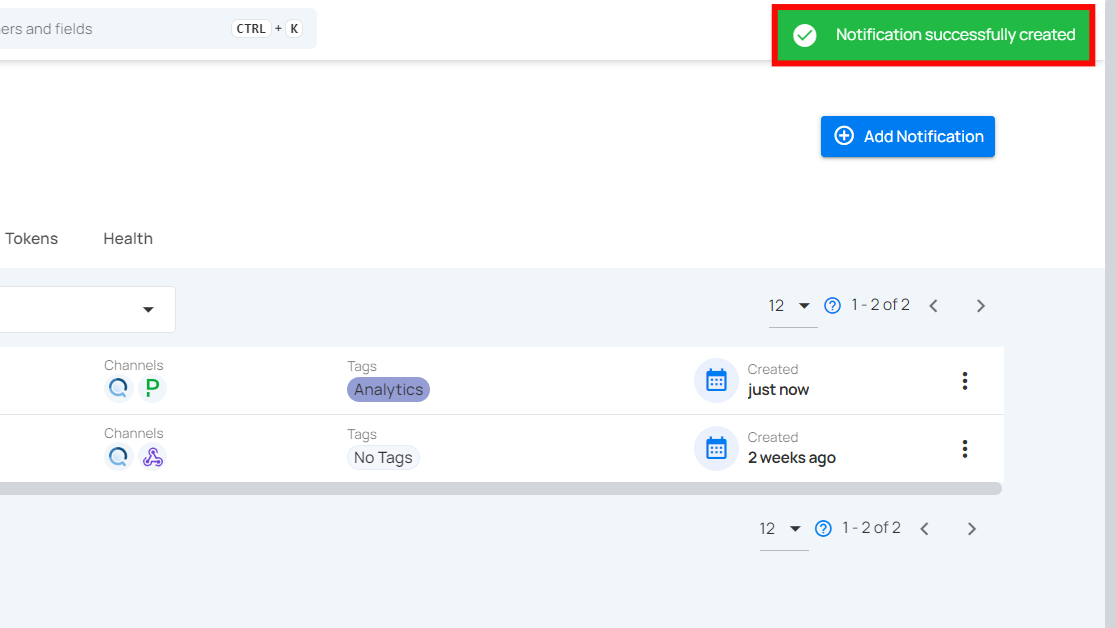 ers and fields CTRL + K
Notification successfully created
Add Notification
Tokens Health
12 1 - 2 of 2
Channels Tags Created
Analytics just now
Channels Tags Created
No Tags 2 weeks ago
12 1 - 2 of 2